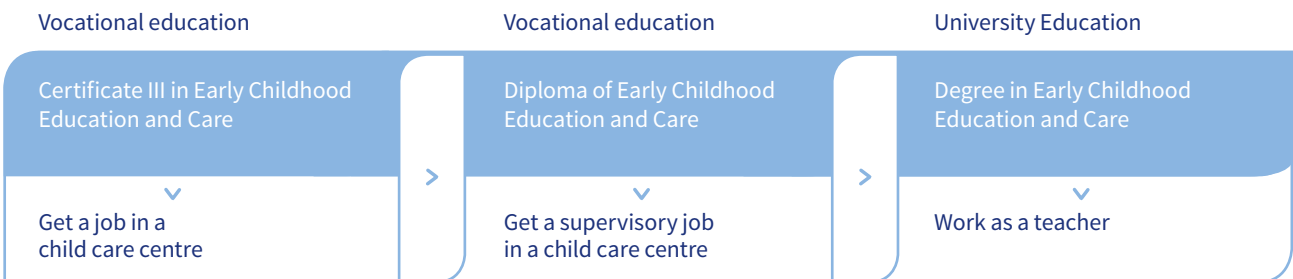 Vocational education
Certificate III in Early Childhood
Education and Care
Get a job in a
child care centre
Vocational education
Diploma of Early Childhood
Education and Care
Get a supervisory job
in a child care centre
University Education
Degree in Early Childhood
Education and Care
Work as a teacher